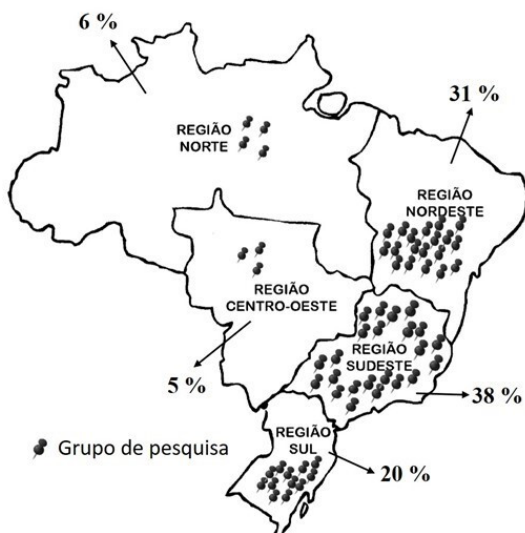 6 %
31 %
REGIÃO
NORTE
REGIÃO
NORDESTE
REGIÃO
CENTRO-OESTE
REGIÃO
SUDESTE
5 %
38 %
REGIÃO
SUL
Grupo de pesquisa
20 %